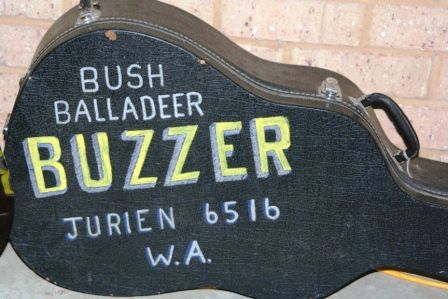 BUSH
BALLADEER
BUZZER
JURIEN 6516
W.A.